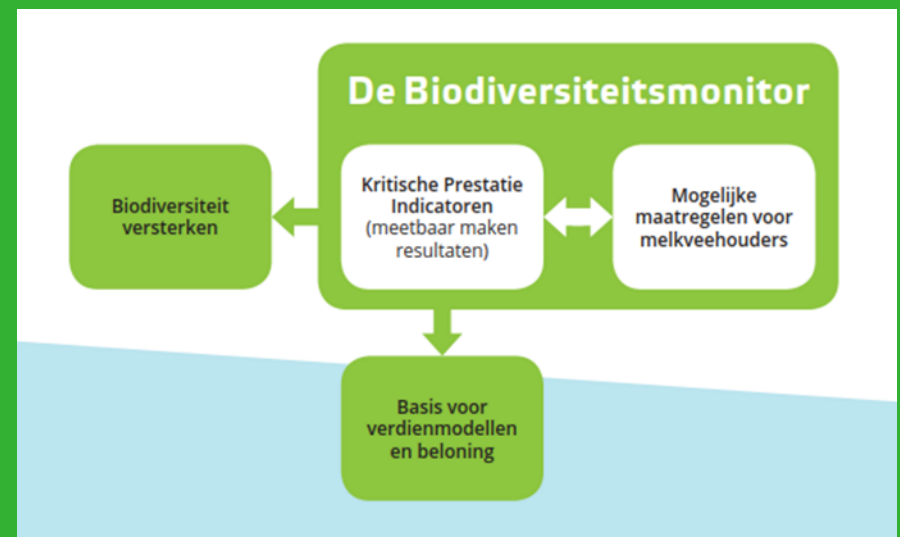 De Biodiversiteitsmonitor
Biodiversiteit
versterken
Kritische Prestatie
Indicatoren
(meetbaar maken
resultaten)
Mogelijke
maatregelen voor
melkveehouders
Basis voor
verdienmodellen
en beloning